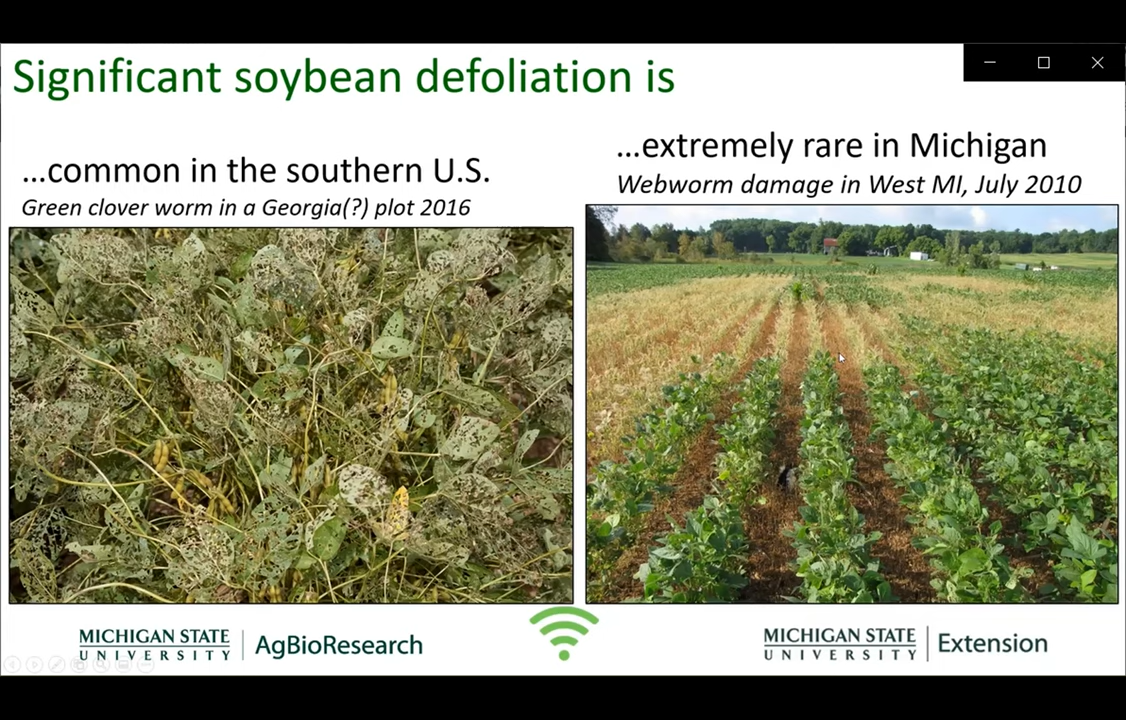 Significant soybean defoliation is
...common in the southern U.S.
Green clover worm in a Georgia(?) plot 2016
...extremely rare in Michigan
Webworm damage in West MI, July 2010
MICHIGAN STATE
UNIVERSITY
AgBioResearch
MICHIGAN STATE
UNIVERSITY
Extension